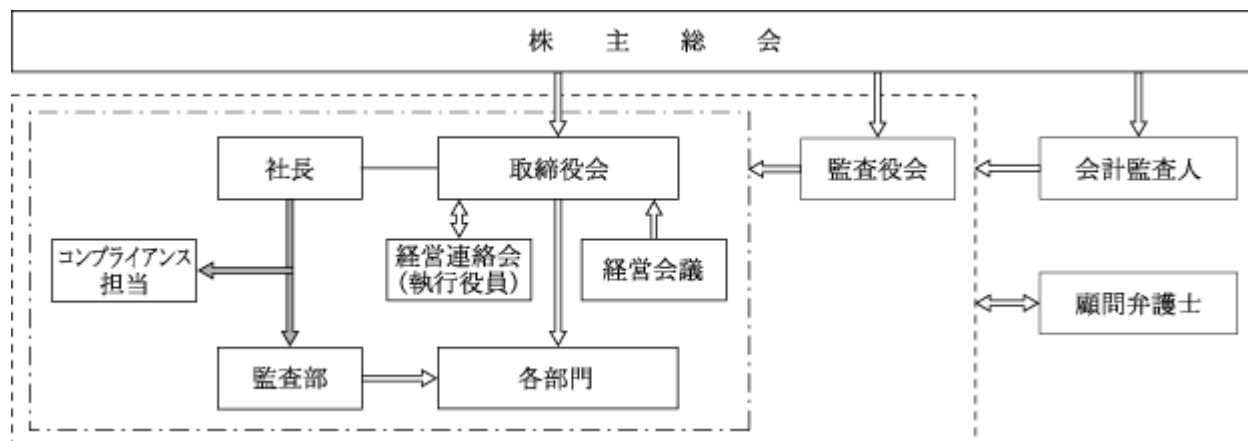 株主総会
社長
取締役会
監査役会
会計監査人
コンプライアンス
担当
経営連絡会
(執行役員)
経営会議
顧問弁護士
監査部
各部門